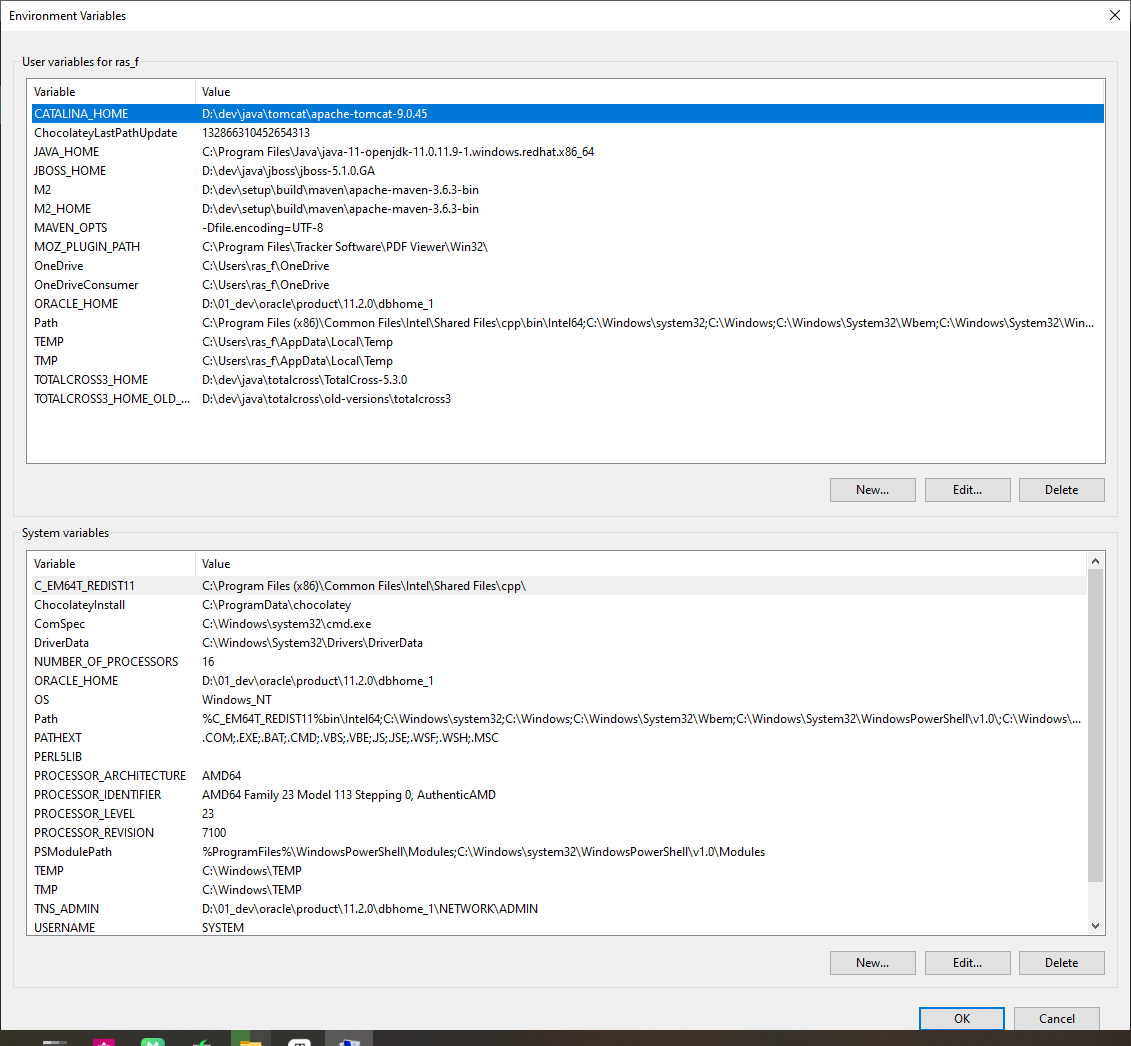 Environment Variables
User variables for ras_f
Variable Value
CATALINA_HOME D:\dev\java\tomcat\apache-tomcat-9.0.45
ChocolateyLastPathUpdate 132866310452654313
JAVA_HOME C:\Program Files\Java\java-11-openjdk-11.0.11.9-1.windows.redhat.x86_64
JBOSS_HOME D:\dev\java\jboss\jboss-5.1.0.GA
M2 D:\dev\setup\build\maven\apache-maven-3.6.3-bin
M2_HOME D:\dev\setup\build\maven\apache-maven-3.6.3-bin
MAVEN_OPTS -Dfile.encoding=UTF-8
MOZ_PLUGIN_PATH C:\Program Files\Tracker Software\PDF Viewer\Win32\
OneDrive C:\Users\ras_f\OneDrive
OneDriveConsumer C:\Users\ras_f\OneDrive
ORACLE_HOME D:\01_dev\oracle\product\11.2.0\dbhome_1
Path C:\Program Files (x86)\Common Files\Intel\Shared Files\cpp\bin\Intel64;C:\Windows\system32;C:\Windows;C:\Windows\System32\Wbem;C:\Windows\System32\Win...
TEMP C:\Users\ras_f\AppData\Local\Temp
TMP C:\Users\ras_f\AppData\Local\Temp
TOTALCROSS3_HOME D:\dev\java\totalcross\TotalCross-5.3.0
TOTALCROSS3_HOME_OLD_... D:\dev\java\totalcross\old-versions\totalcross3
New... Edit... Delete
System variables
Variable Value
C_EM64T_REDIST11 C:\Program Files (x86)\Common Files\Intel\Shared Files\cpp\
ChocolateyInstall C:\ProgramData\chocolatey
ComSpec C:\Windows\system32\cmd.exe
DriverData C:\Windows\System32\Drivers\DriverData
NUMBER_OF_PROCESSORS 16
ORACLE_HOME D:\01_dev\oracle\product\11.2.0\dbhome_1
OS Windows_NT
Path %C_EM64T_REDIST11%bin\Intel64;C:\Windows\system32;C:\Windows;C:\Windows\System32\Wbem;C:\Windows\System32\WindowsPowerShell\v1.0\;C:\Windows\...
PATHEXT .COM;.EXE;.BAT;.CMD;.VBS;.VBE;.JS;.JSE;.WSF;.WSH;.MSC
PERL5LIB
PROCESSOR_ARCHITECTURE AMD64
PROCESSOR_IDENTIFIER AMD64 Family 23 Model 113 Stepping 0, AuthenticAMD
PROCESSOR_LEVEL 23
PROCESSOR_REVISION 7100
PSModulePath %ProgramFiles%\WindowsPowerShell\Modules;C:\Windows\system32\WindowsPowerShell\v1.0\Modules
TEMP C:\Windows\TEMP
TMP C:\Windows\TEMP
TNS_ADMIN D:\01_dev\oracle\product\11.2.0\dbhome_1\NETWORK\ADMIN
USERNAME SYSTEM
New... Edit... Delete
OK Cancel